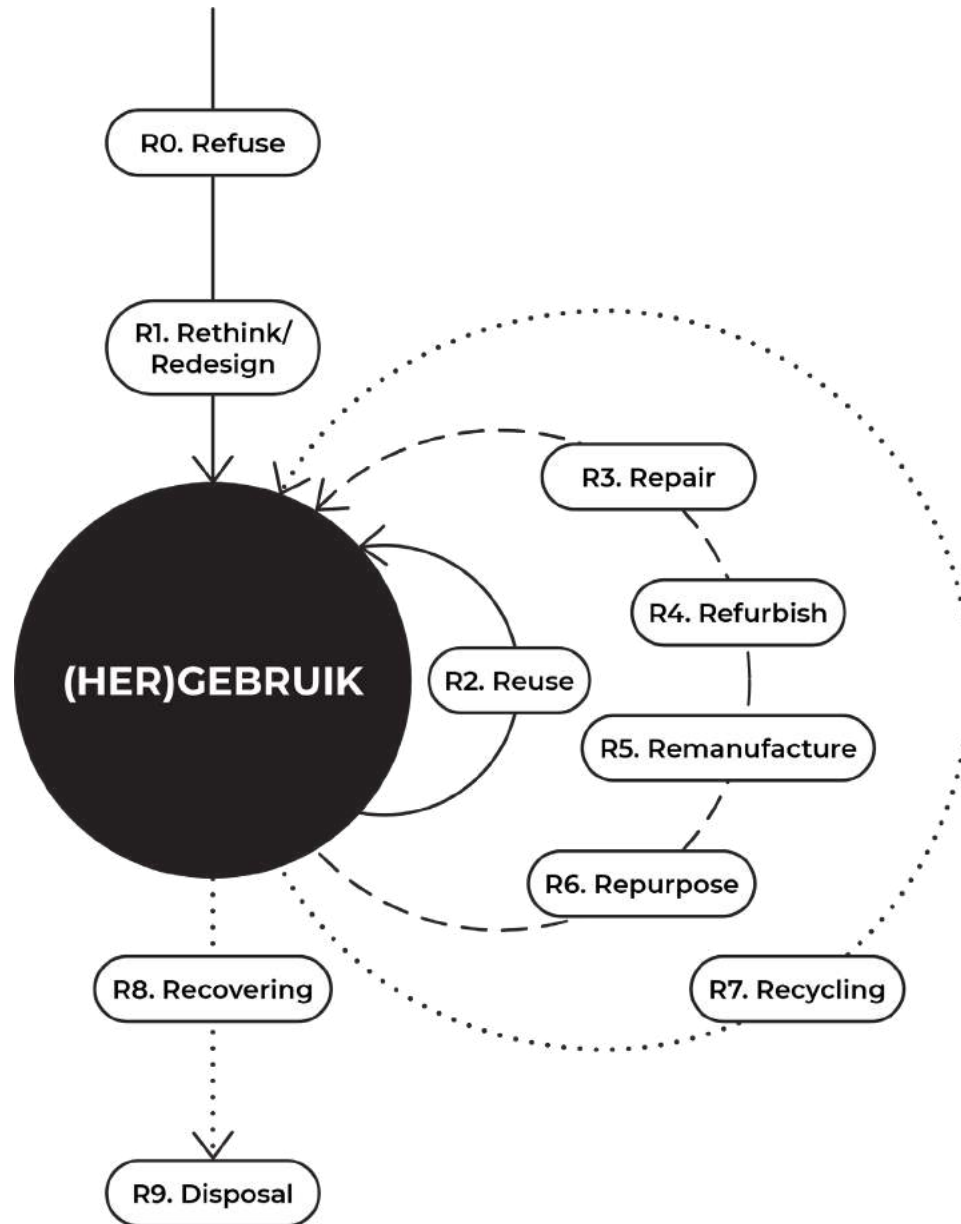 R0. Refuse
R1. Rethink/
Redesign
R3. Repair
R4. Refurbish
(HER)GEBRUIK
R2. Reuse
R5. Remanufacture
R6. Repurpose
R8. Recovering
R7. Recycling
R9. Disposal